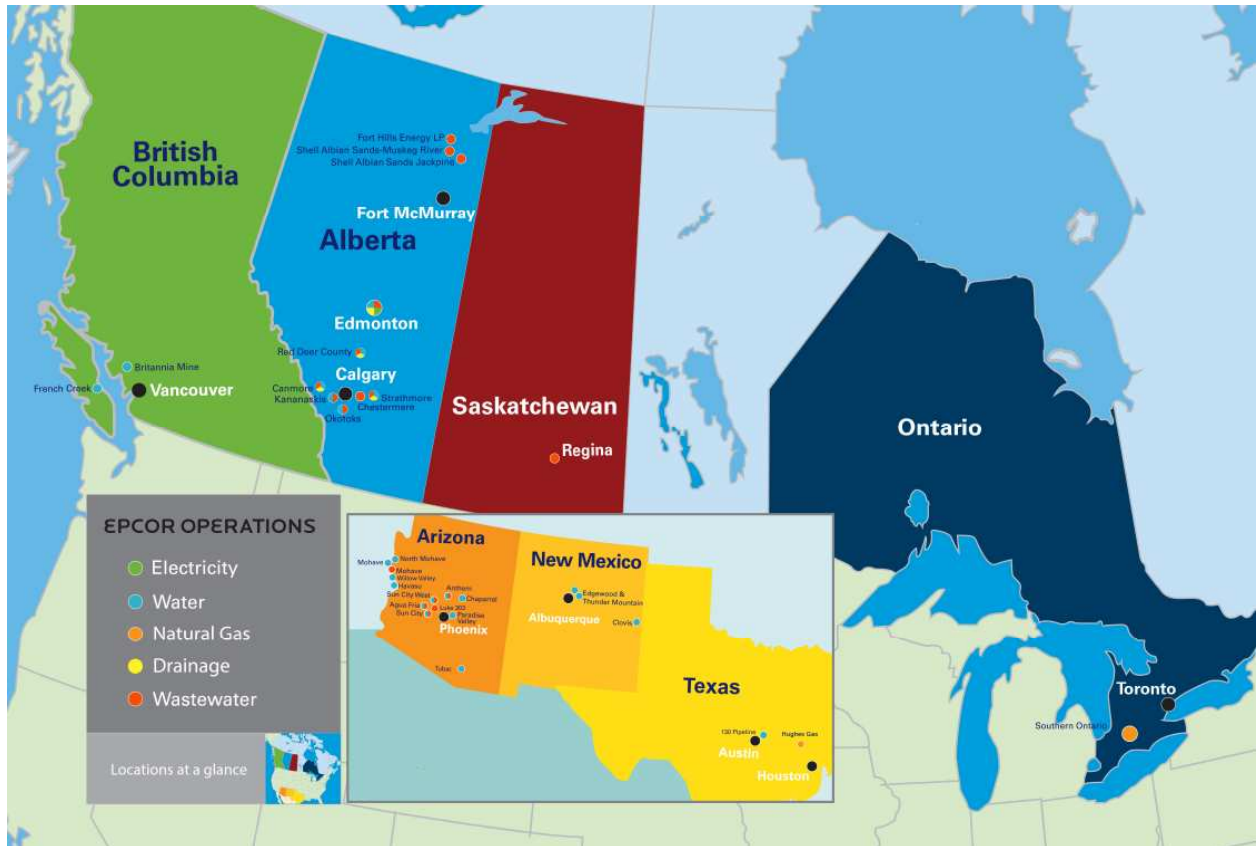 British
Columbia
Fort Hills Energy LP
Shell Albian Sands-Muskeg River
Shell Albian Sands Jackpine
Fort McMurray
Alberta
Edmonton
Red Deer County
Calgary
Canmore
Kananaskis
Strathmore
Chestermere
Okotoks
Britannia Mine
French Creek
Vancouver
Saskatchewan
Regina
Ontario
Toronto
Southern Ontario
EPCOR OPERATIONS
Electricity
Water
Natural Gas
Drainage
Wastewater
Locations at a glance
Arizona
North Mohave
Mohave
Mohave
Willow Valley
Havasu
Anthem
Sun City West
Chaparral
Agua Fria
Luke 303
Sun City
Paradise
Valley
Phoenix
Tubac
New Mexico
Edgewood &
Thunder Mountain
Albuquerque
Clovis
Texas
130 Pipeline
Austin
Hughes Gas
Houston